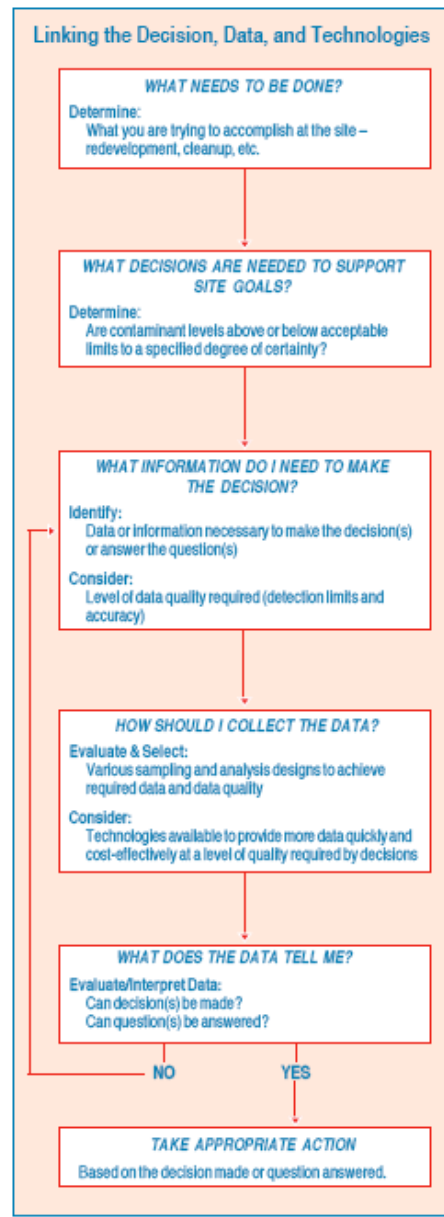 Linking the Decision, Data, and Technologies
WHAT NEEDS TO BE DONE?
Determine:
What you are trying to accomplish at the site –
redevelopment, cleanup, etc.
WHAT DECISIONS ARE NEEDED TO SUPPORT
SITE GOALS?
Determine:
Are contaminant levels above or below acceptable
limits to a specified degree of certainty?
WHAT INFORMATION DO I NEED TO MAKE
THE DECISION?
Identify:
Data or information necessary to make the decision(s)
or answer the question(s)
Consider:
Level of data quality required (detection limits and
accuracy)
HOW SHOULD I COLLECT THE DATA?
Evaluate & Select:
Various sampling and analysis designs to achieve
required data and data quality
Consider:
Technologies available to provide more data quickly and
cost-effectively at a level of quality required by decisions
WHAT DOES THE DATA TELL ME?
Evaluate/Interpret Data:
Can decision(s) be made?
Can question(s) be answered?
NO YES
TAKE APPROPRIATE ACTION
Based on the decision made or question answered.